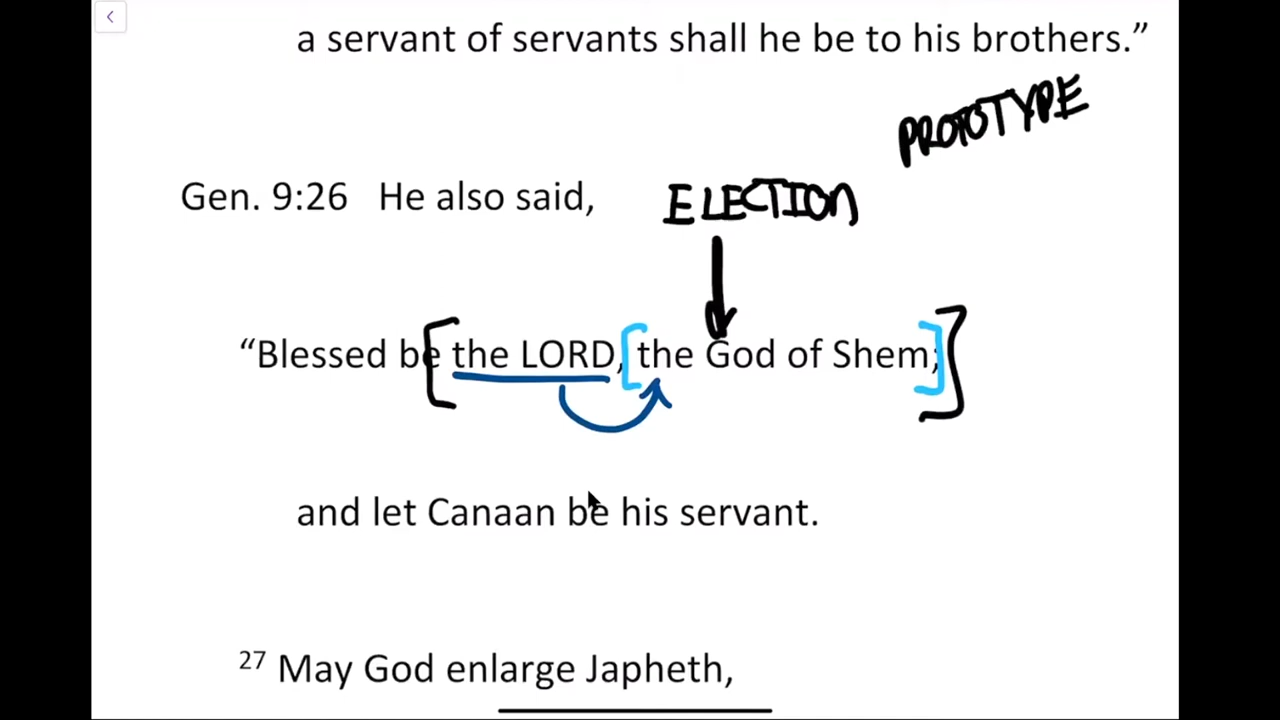 a servant of servants shall he be to his brothers.”
PROTOTYPE
Gen. 9:26 He also said,
ELECTION
“Blessed be the LORD, the God of Shem;
and let Canaan be his servant.
27 May God enlarge Japheth,